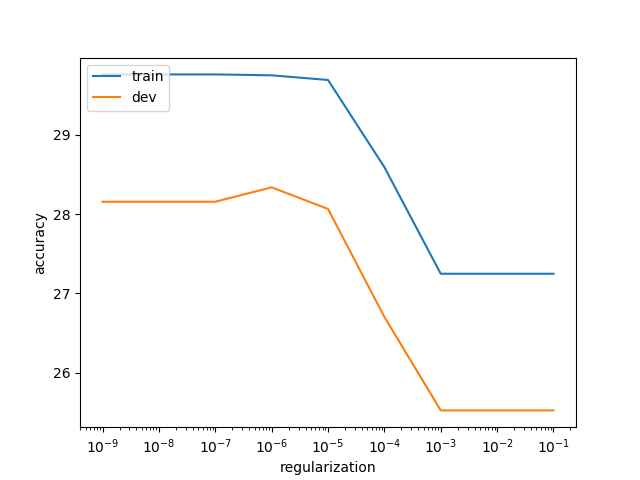 train
dev
29
28
27
26
accuracy
10⁻⁹ 10⁻⁸ 10⁻⁷ 10⁻⁶ 10⁻⁵ 10⁻⁴ 10⁻³ 10⁻² 10⁻¹
regularization